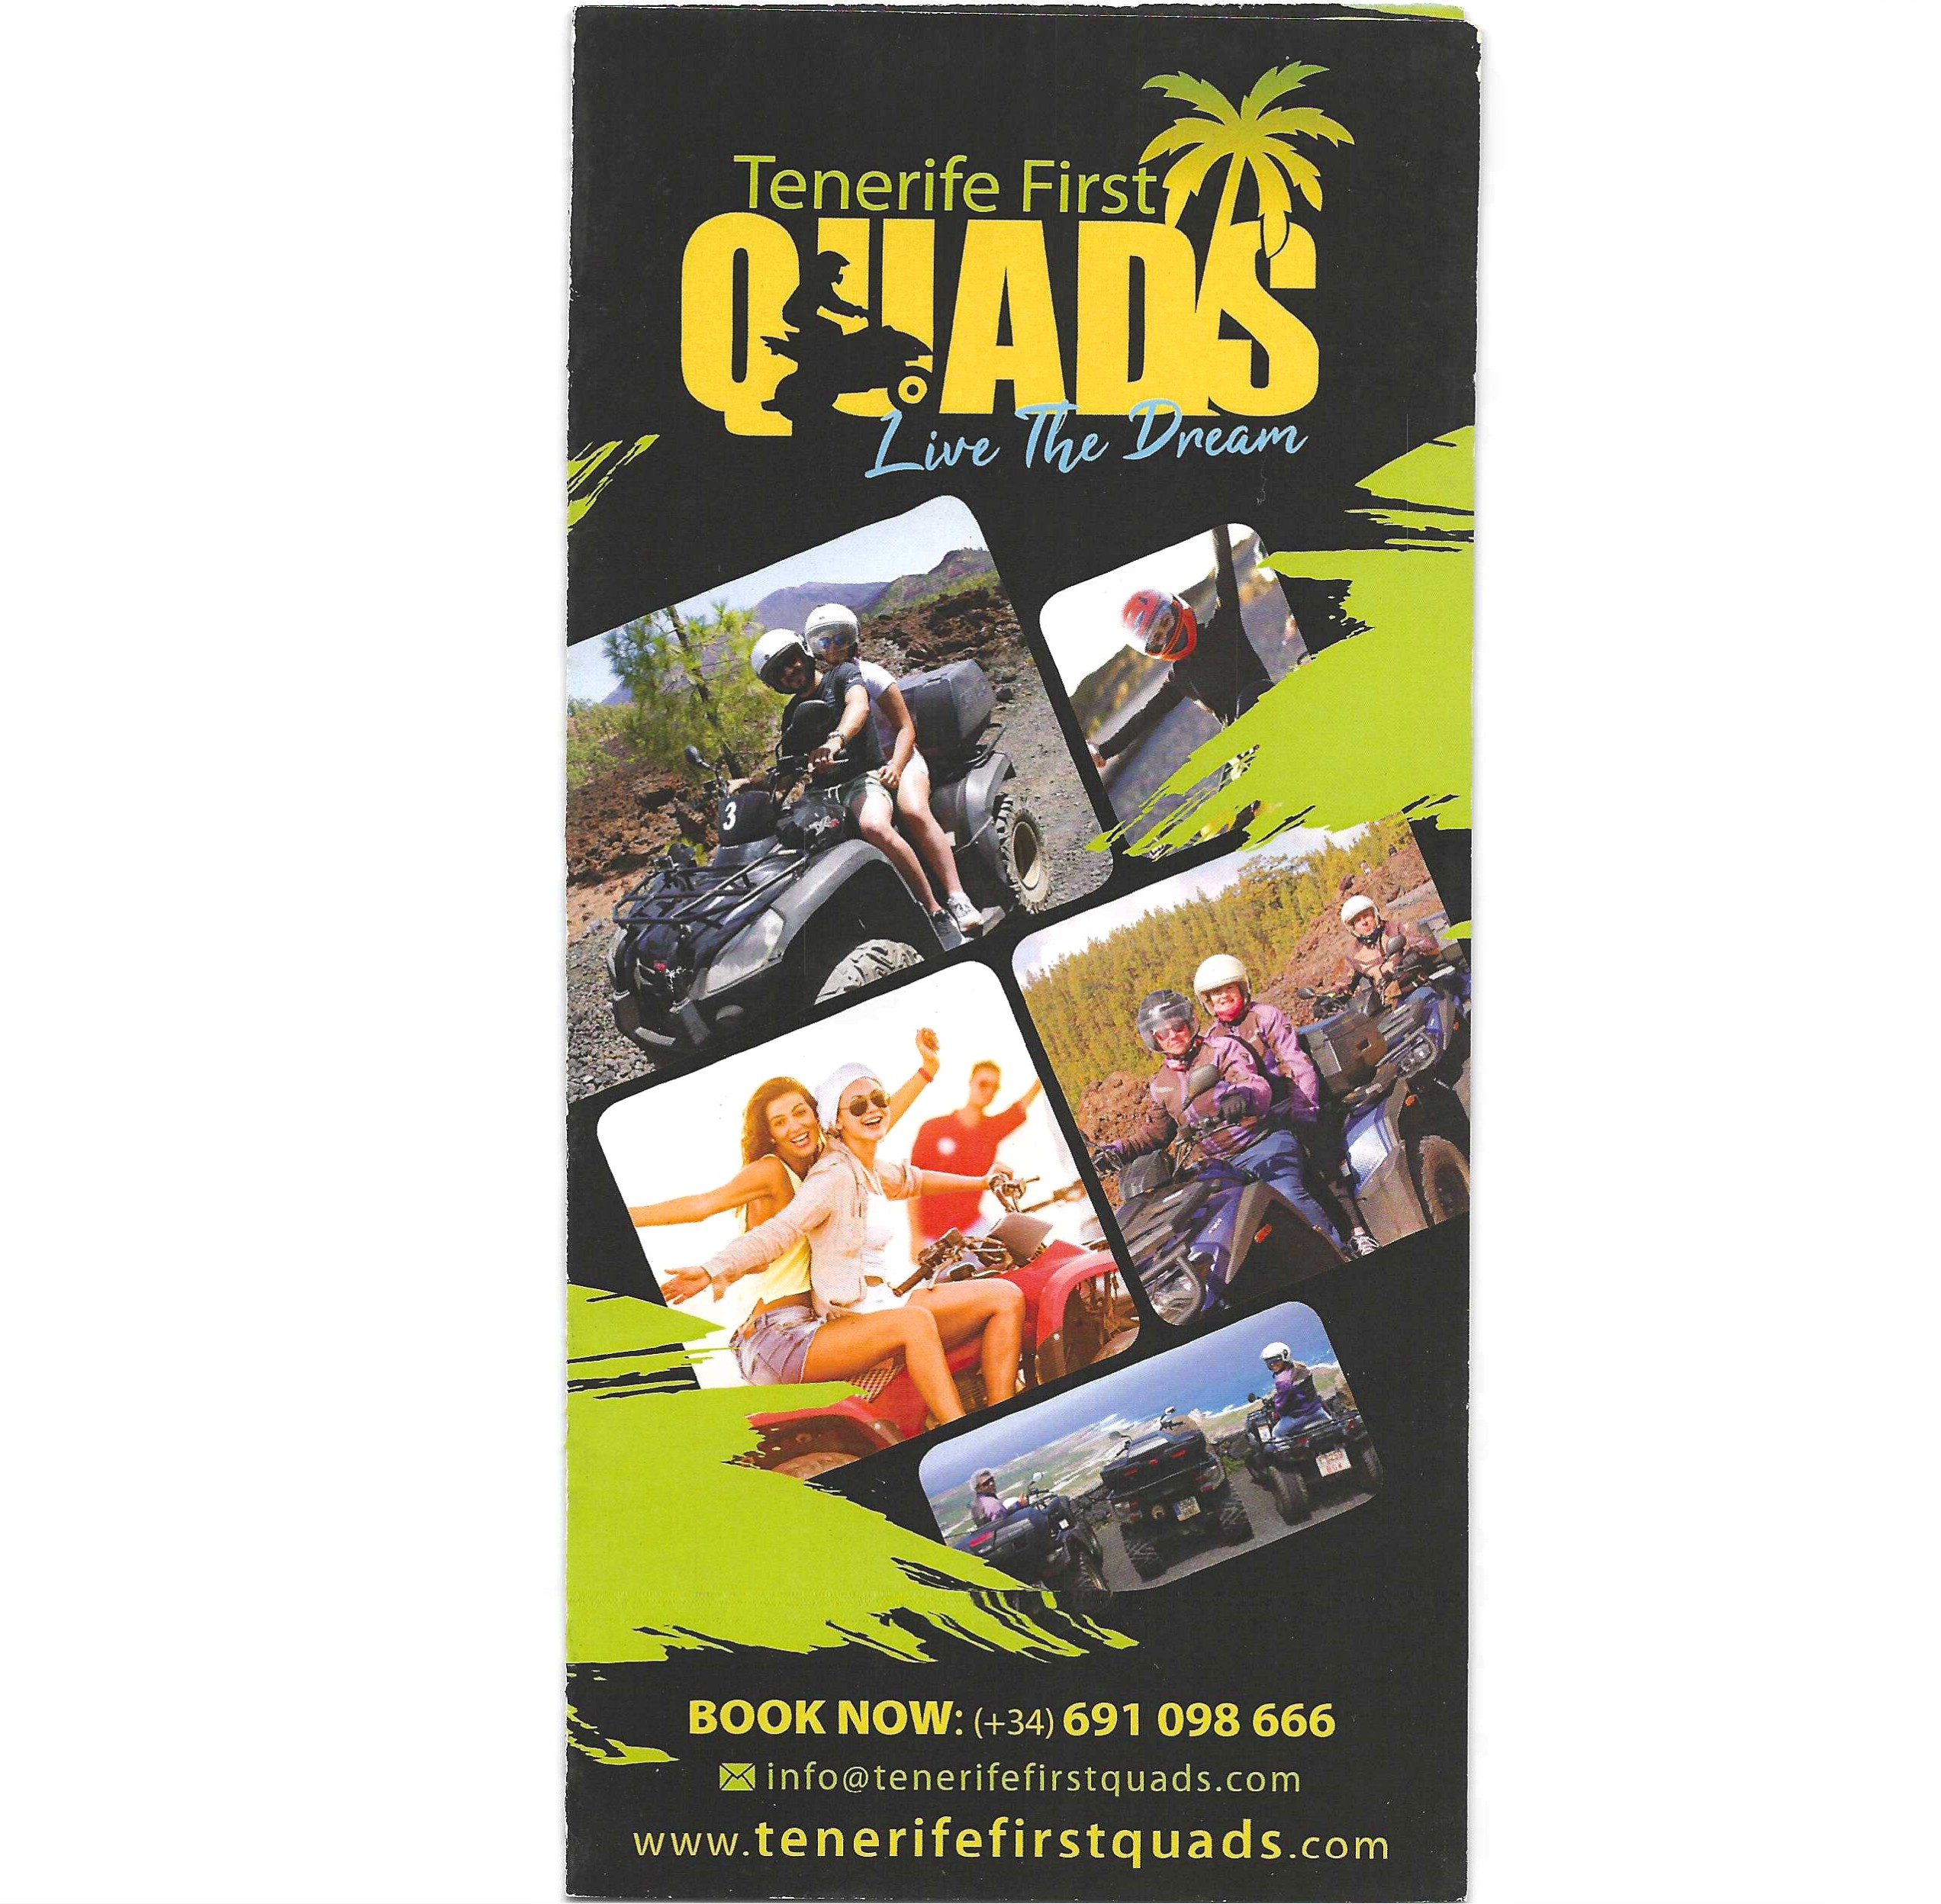 Tenerife First
QUADS
Live The Dream
3
BOOK NOW: (+34) 691 098 666
info@tenerifefirstquads.com
www.tenerifefirstquads.com